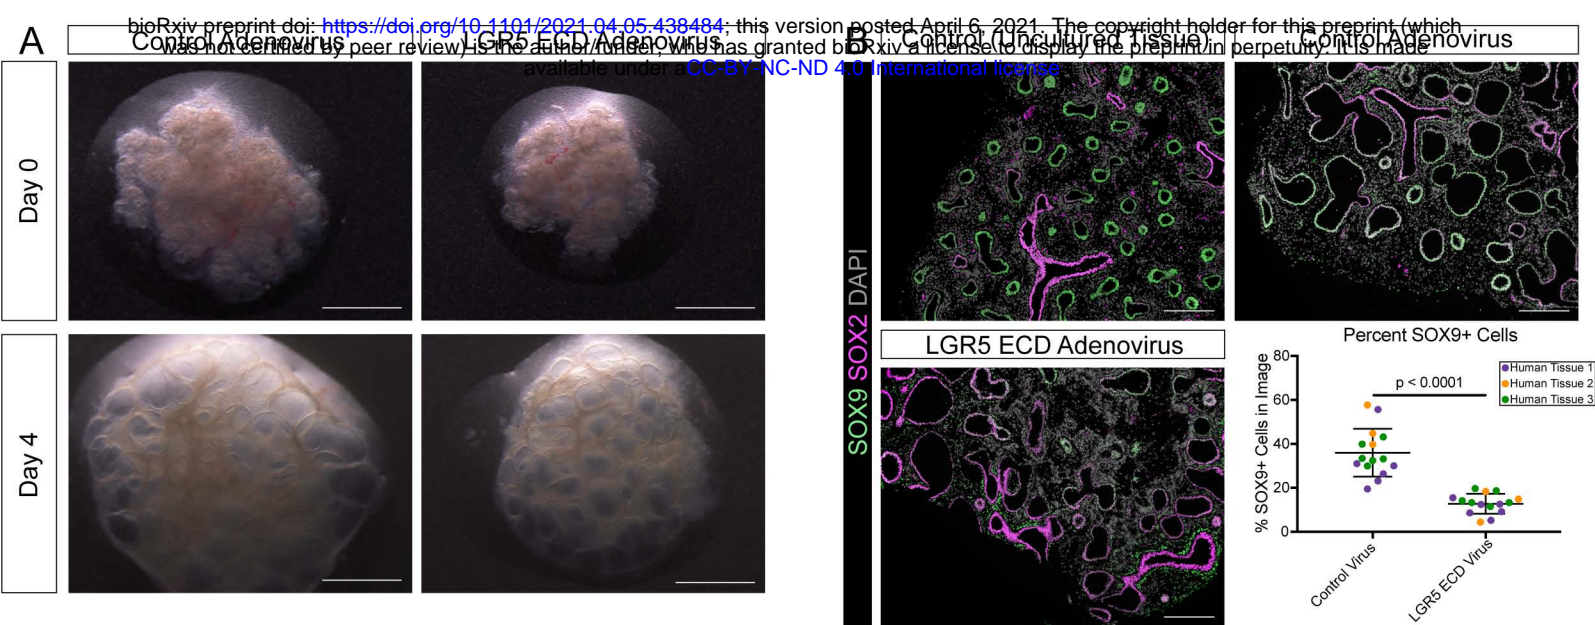 bioRxiv preprint doi: https://doi.org/10.1101/2021.04.05.438484; this version posted April 6, 2021. The copyright holder for this preprint (which
was not certified by peer review) is the author/funder, who has granted bioRxiv a license to display the preprint in perpetuity. It is made
available under aCC-BY-NC-ND 4.0 International license
A
Control Adenovirus
LGR5 ECD Adenovirus
Day 0
Day 4
B
Control (Uncultured Tissue)
Control Adenovirus
SOX9 SOX2 DAPI
LGR5 ECD Adenovirus
Percent SOX9+ Cells
% SOX9+ Cells in Image
80
60
40
20
0
p < 0.0001
Human Tissue 1
Human Tissue 2
Human Tissue 3
Control Virus
LGR5 ECD Virus